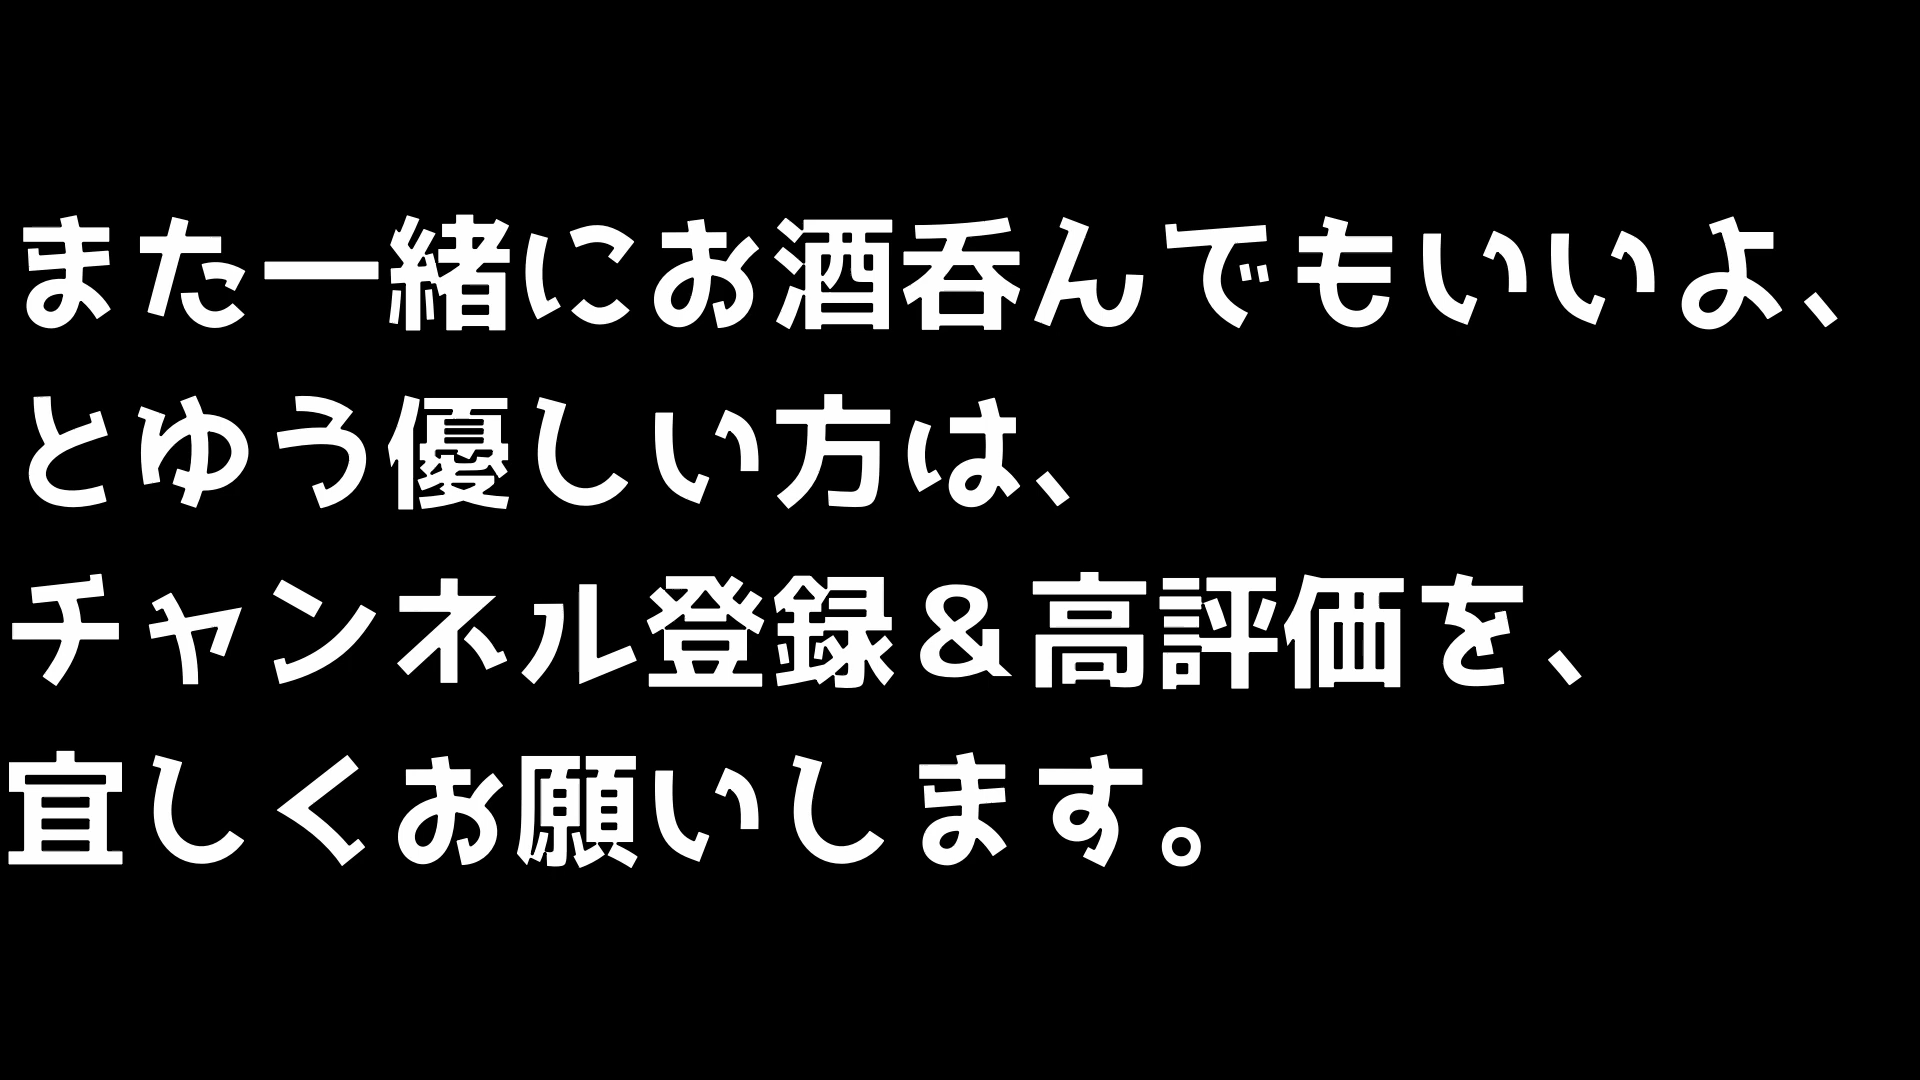 また一緒にお酒呑んでもいいよ、
とゆう優しい方は、
チャンネル登録＆高評価を、
宜しくお願いします。